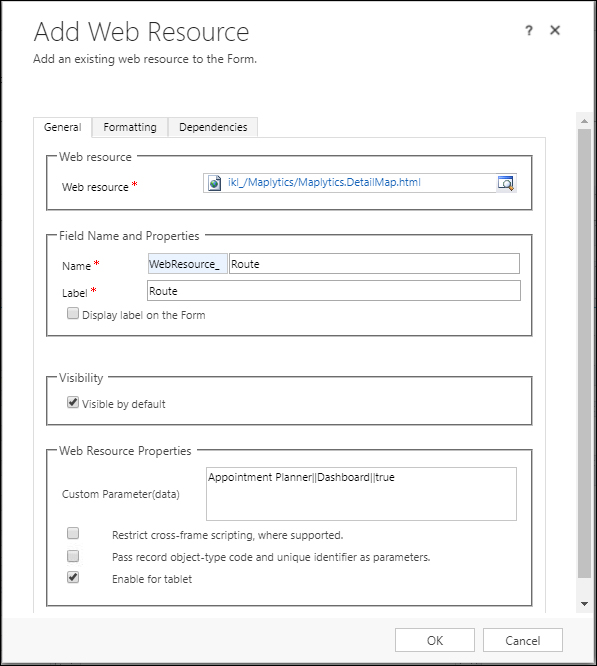 Add Web Resource
?
Add an existing web resource to the Form.
General Formatting Dependencies
Web resource
Web resource * ikl_/Maplytics/Maplytics.DetailMap.html
Field Name and Properties
Name * WebResource_ Route
Label * Route
Display label on the Form
Visibility
Visible by default
Web Resource Properties
Appointment Planner||Dashboard||true
Custom Parameter(data)
Restrict cross-frame scripting, where supported.
Pass record object-type code and unique identifier as parameters.
Enable for tablet
OK Cancel